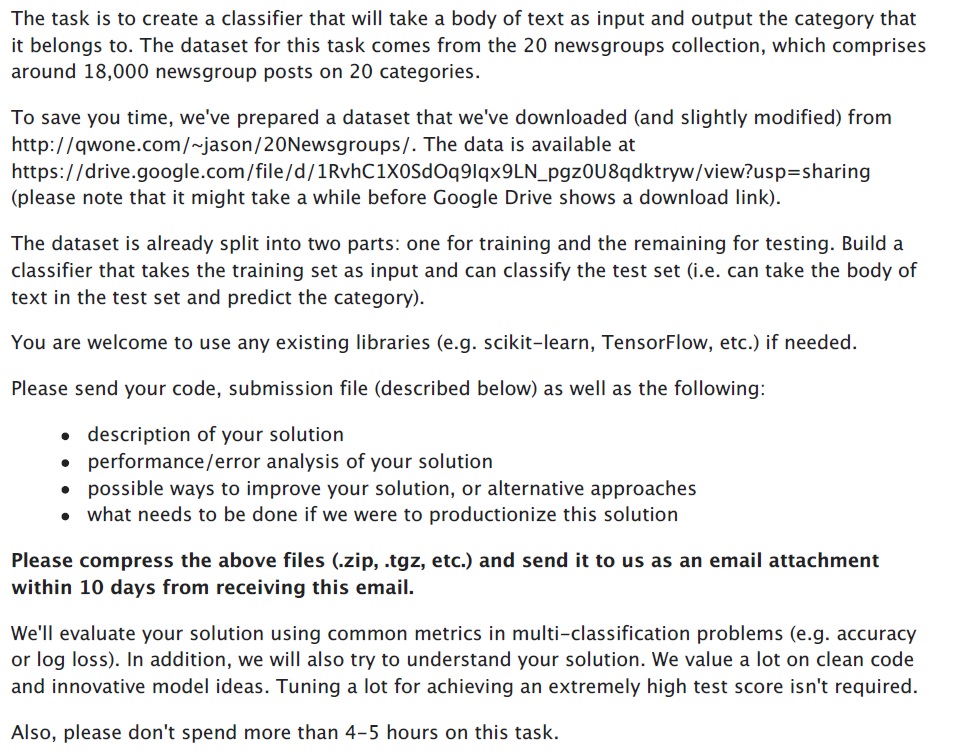 The task is to create a classifier that will take a body of text as input and output the category that
it belongs to. The dataset for this task comes from the 20 newsgroups collection, which comprises
around 18,000 newsgroup posts on 20 categories.
To save you time, we've prepared a dataset that we've downloaded (and slightly modified) from
http://qwone.com/~jason/20Newsgroups/. The data is available at
https://drive.google.com/file/d/1RvhC1X0SdOq9lqx9LN_pgz0U8qdktryw/view?usp=sharing
(please note that it might take a while before Google Drive shows a download link).
The dataset is already split into two parts: one for training and the remaining for testing. Build a
classifier that takes the training set as input and can classify the test set (i.e. can take the body of
text in the test set and predict the category).
You are welcome to use any existing libraries (e.g. scikit-learn, TensorFlow, etc.) if needed.
Please send your code, submission file (described below) as well as the following:
• description of your solution
• performance/error analysis of your solution
• possible ways to improve your solution, or alternative approaches
• what needs to be done if we were to productionize this solution
Please compress the above files (.zip, .tgz, etc.) and send it to us as an email attachment
within 10 days from receiving this email.
We'll evaluate your solution using common metrics in multi-classification problems (e.g. accuracy
or log loss). In addition, we will also try to understand your solution. We value a lot on clean code
and innovative model ideas. Tuning a lot for achieving an extremely high test score isn't required.
Also, please don't spend more than 4-5 hours on this task.